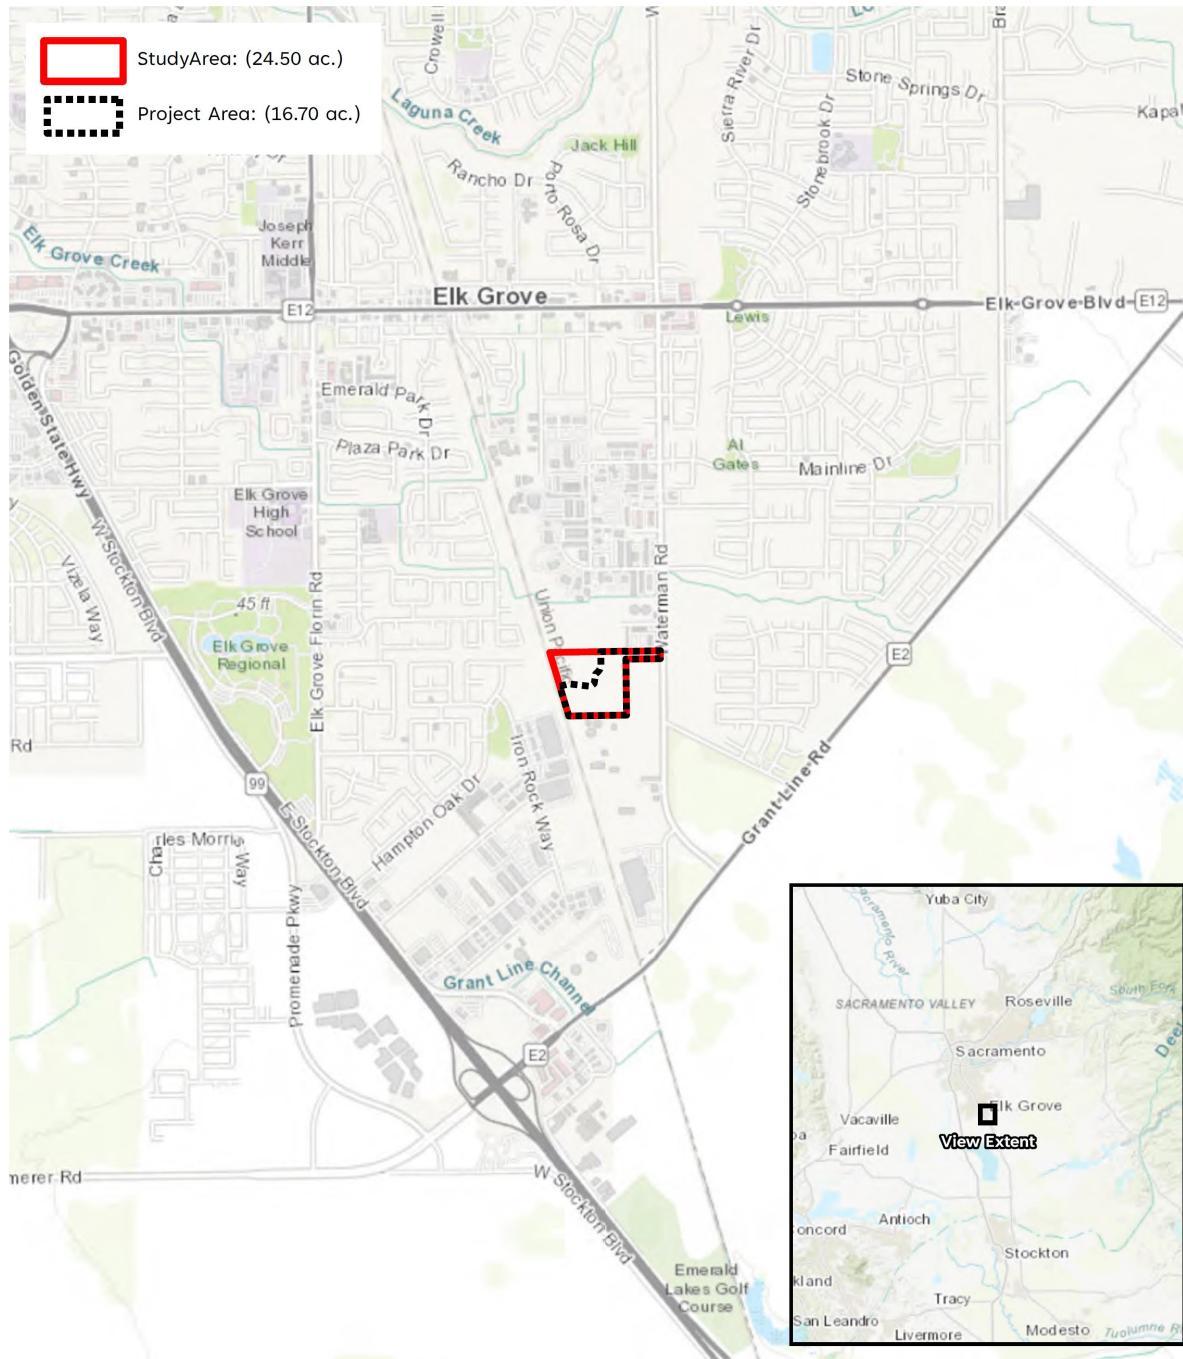 StudyArea: (24.50 ac.)
Project Area: (16.70 ac.)
Crowell
Laguna Creek
Jack Hill
Rancho Dr
Porto Rosa Dr
Sierra River Dr
Stone Springs Dr
Stonebrook Dr
Kapal
Joseph
Kerr
Middle
Elk Grove Creek
E12
Elk Grove
Lewis
Elk Grove Blvd
E12
Golden State Hwy
Emerald Park Dr
Plaza Park Dr
Al
Gates
Mainline Dr
Elk Grove
High
School
W Stockton Blvd
Vizela Way
45 ft
Elk Grove
Regional
Elk Grove Florin Rd
Union Pacific
Waterman Rd
E2
Rd
99
Iron Rock Way
Hampton Oak Dr
Grant Line Rd
E Stockton Blvd
Charles Morris Way
Promenade Pkwy
Grant Line Channel
E2
merer Rd
W Stockton Blvd
Emerald
Lakes Golf
Course
Yuba City
Sacramento River
SACRAMENTO VALLEY
Roseville
South Fork
Sacramento
Deer
Elk Grove
Vacaville
View Extent
Fairfield
Antioch
oncord
Stockton
kland
Tracy
San Leandro
Livermore
Modesto
Tuolumne R